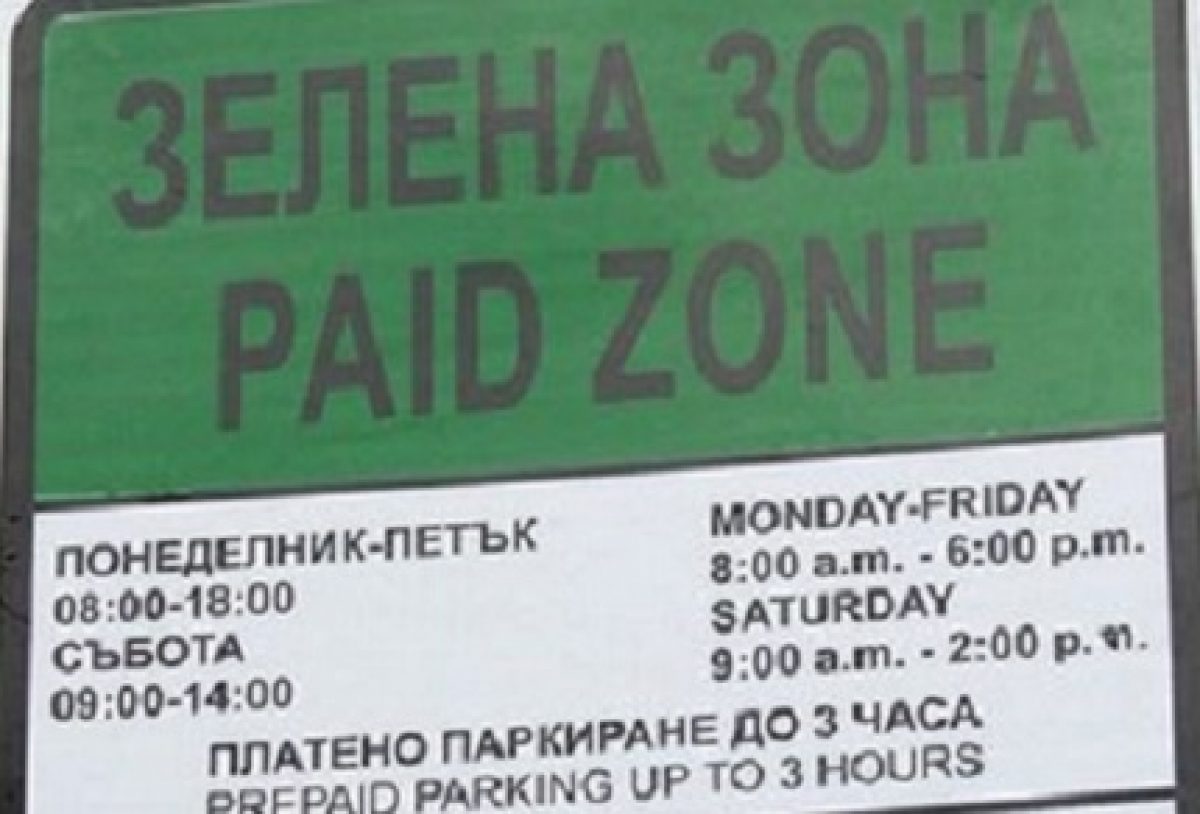 ЗЕЛЕНА ЗОНА
PAID ZONE
ПОНЕДЕЛНИК-ПЕТЪК
08:00-18:00
СЪБОТА
09:00-14:00
MONDAY-FRIDAY
8:00 a.m. - 6:00 p.m.
SATURDAY
9:00 a.m. - 2:00 p.m.
ПЛАТЕНО ПАРКИРАНЕ ДО 3 ЧАСА
PREPAID PARKING UP TO 3 HOURS